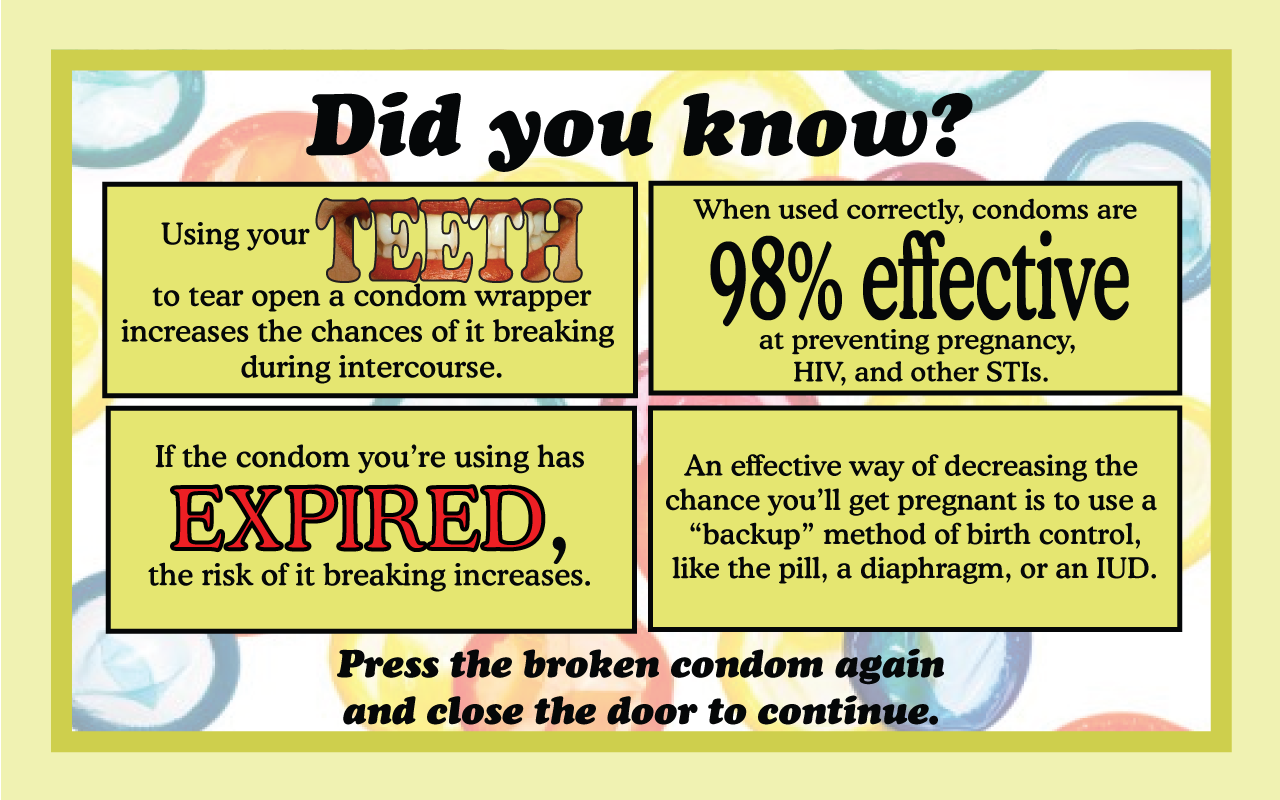 Did you know?
Using your TEETH
to tear open a condom wrapper
increases the chances of it breaking
during intercourse.
When used correctly, condoms are
98% effective
at preventing pregnancy,
HIV, and other STIs.
If the condom you’re using has
EXPIRED,
the risk of it breaking increases.
An effective way of decreasing the
chance you’ll get pregnant is to use a
“backup” method of birth control,
like the pill, a diaphragm, or an IUD.
Press the broken condom again
and close the door to continue.